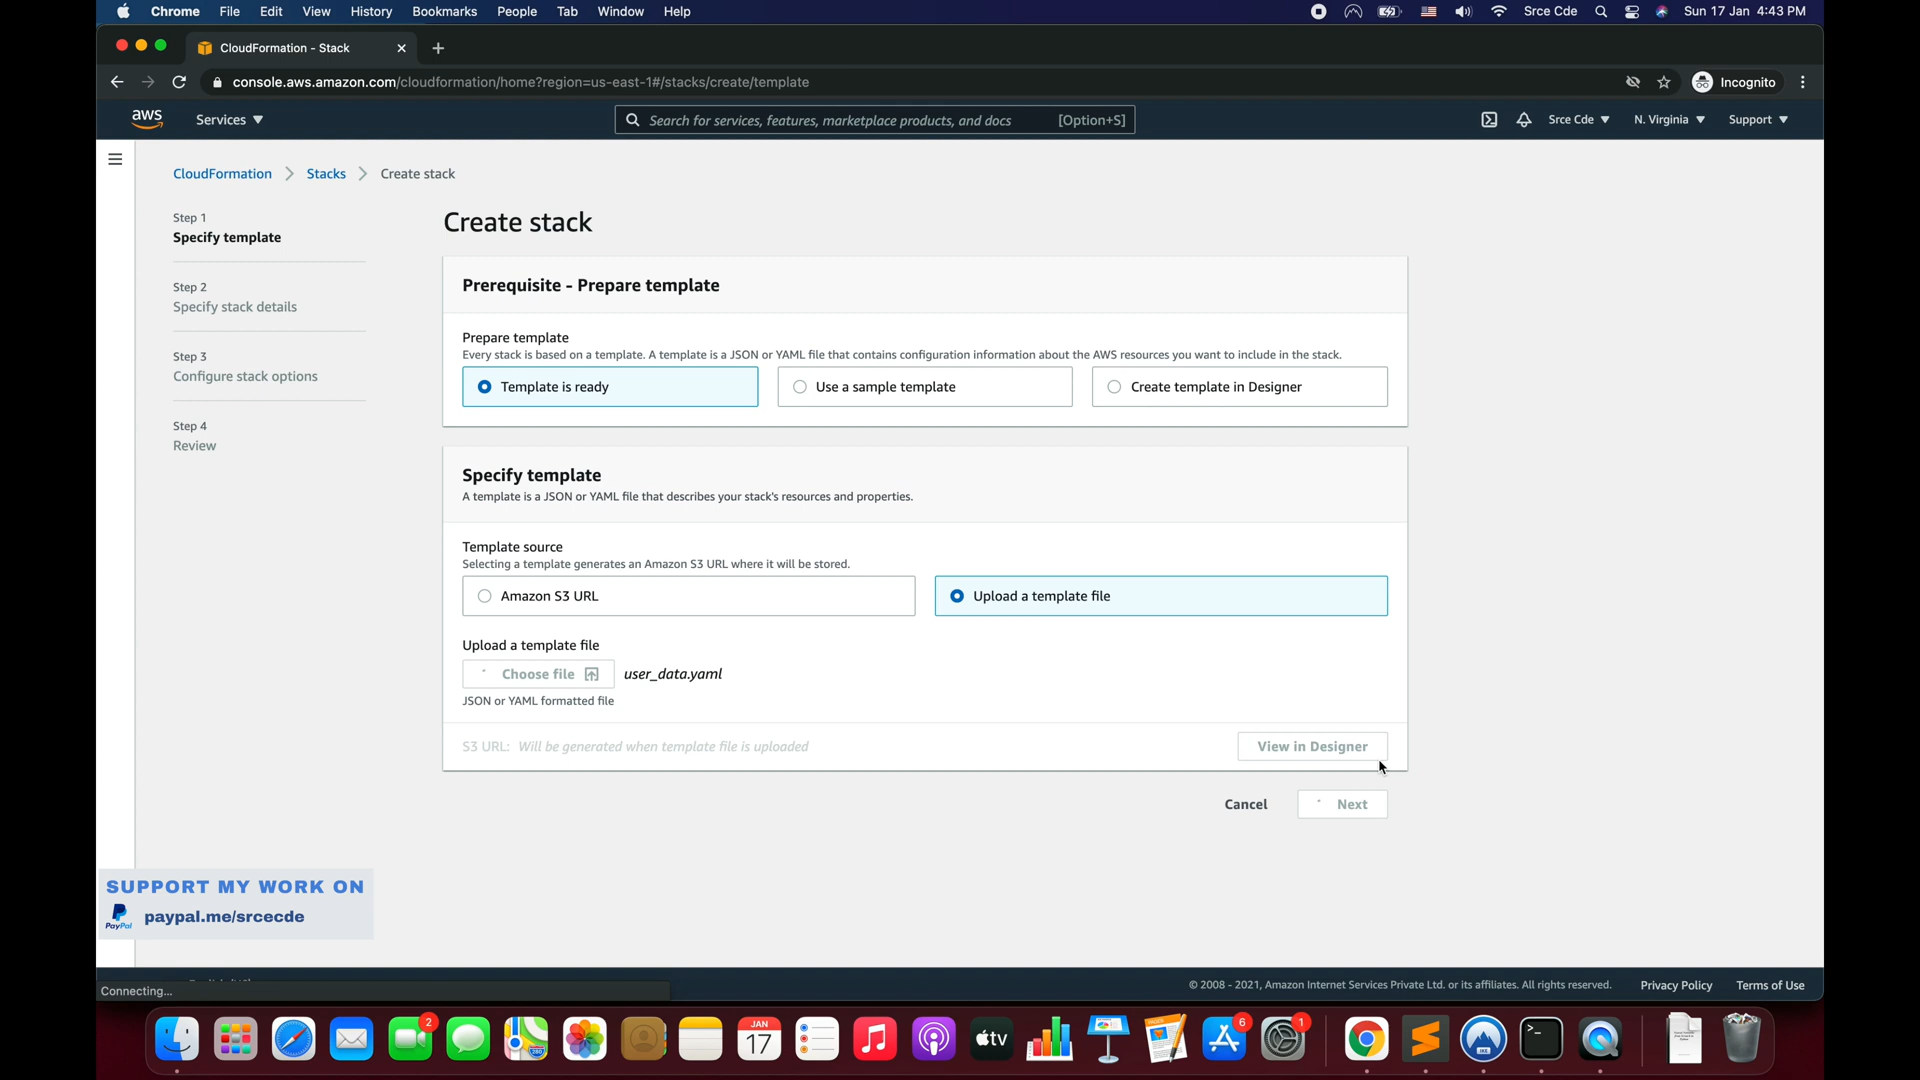 Chrome File Edit View History Bookmarks People Tab Window Help
Srce Cde Sun 17 Jan 4:43 PM
CloudFormation - Stack
console.aws.amazon.com/cloudformation/home?region=us-east-1#/stacks/create/template
Incognito
aws Services
Search for services, features, marketplace products, and docs [Option+S]
Srce Cde N. Virginia Support
CloudFormation Stacks Create stack
Step 1
Specify template
Step 2
Specify stack details
Step 3
Configure stack options
Step 4
Review
Create stack
Prerequisite - Prepare template
Prepare template
Every stack is based on a template. A template is a JSON or YAML file that contains configuration information about the AWS resources you want to include in the stack.
Template is ready
Use a sample template
Create template in Designer
Specify template
A template is a JSON or YAML file that describes your stack's resources and properties.
Template source
Selecting a template generates an Amazon S3 URL where it will be stored.
Amazon S3 URL
Upload a template file
Upload a template file
Choose file user_data.yaml
JSON or YAML formatted file
S3 URL: Will be generated when template file is uploaded
View in Designer
Cancel Next
SUPPORT MY WORK ON
PayPal paypal.me/srcecde
Connecting...
© 2008 - 2021, Amazon Internet Services Private Ltd. or its affiliates. All rights reserved. Privacy Policy Terms of Use
2
JAN
17
tv
6
1